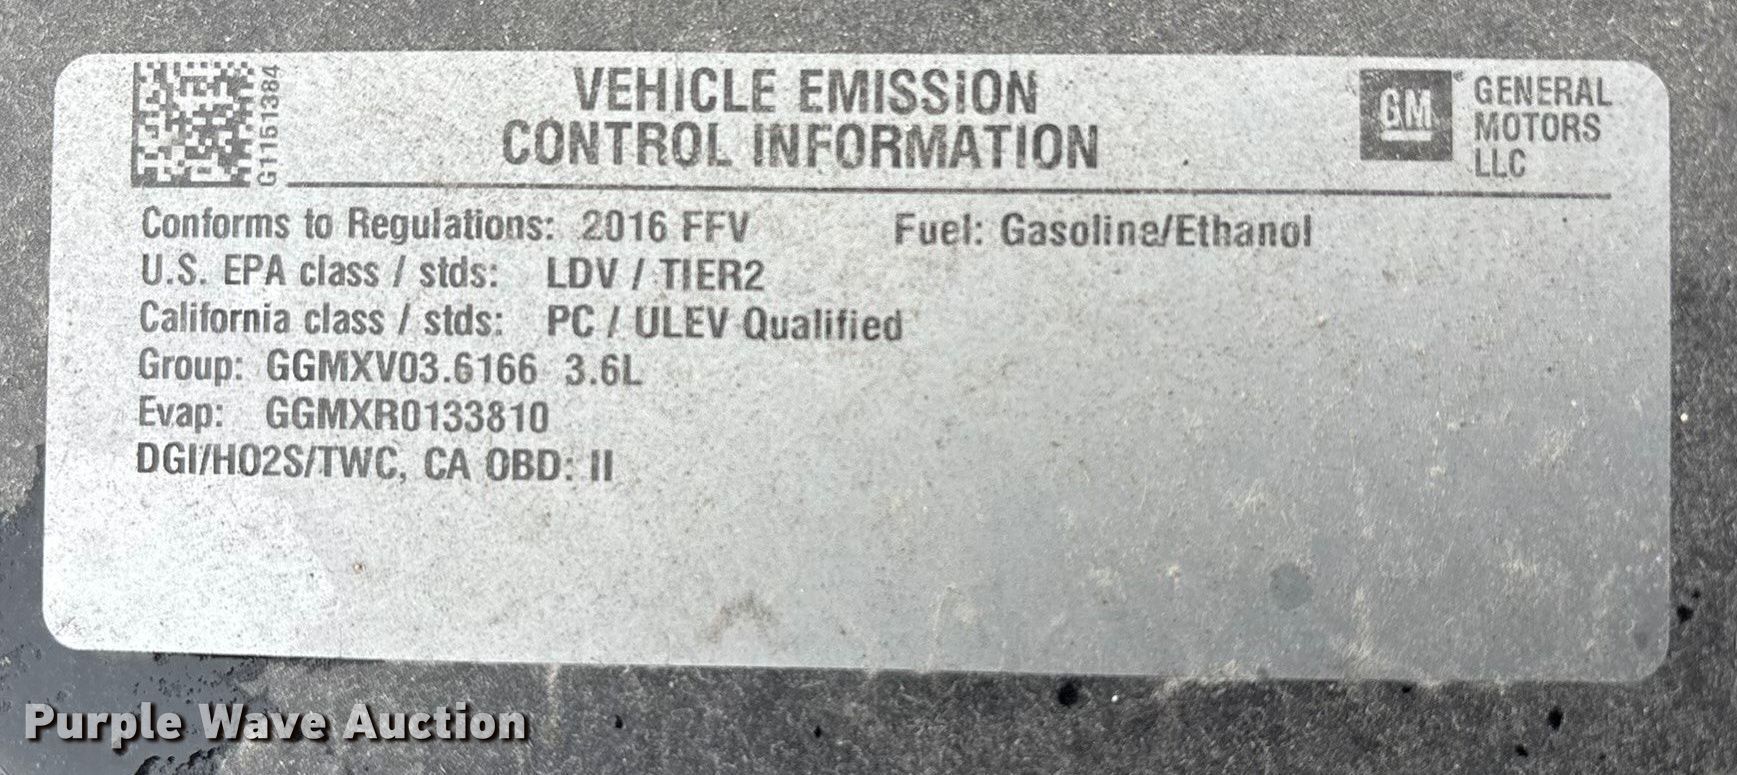 G1151384
VEHICLE EMISSION
CONTROL INFORMATION
GM
GENERAL
MOTORS
LLC
Conforms to Regulations: 2016 FFV Fuel: Gasoline/Ethanol
U.S. EPA class / stds: LDV / TIER2
California class / stds: PC / ULEV Qualified
Group: GGMXV03.6166 3.6L
Evap: GGMXR0133810
DGI/HO2S/TWC, CA OBD: II
Purple Wave Auction